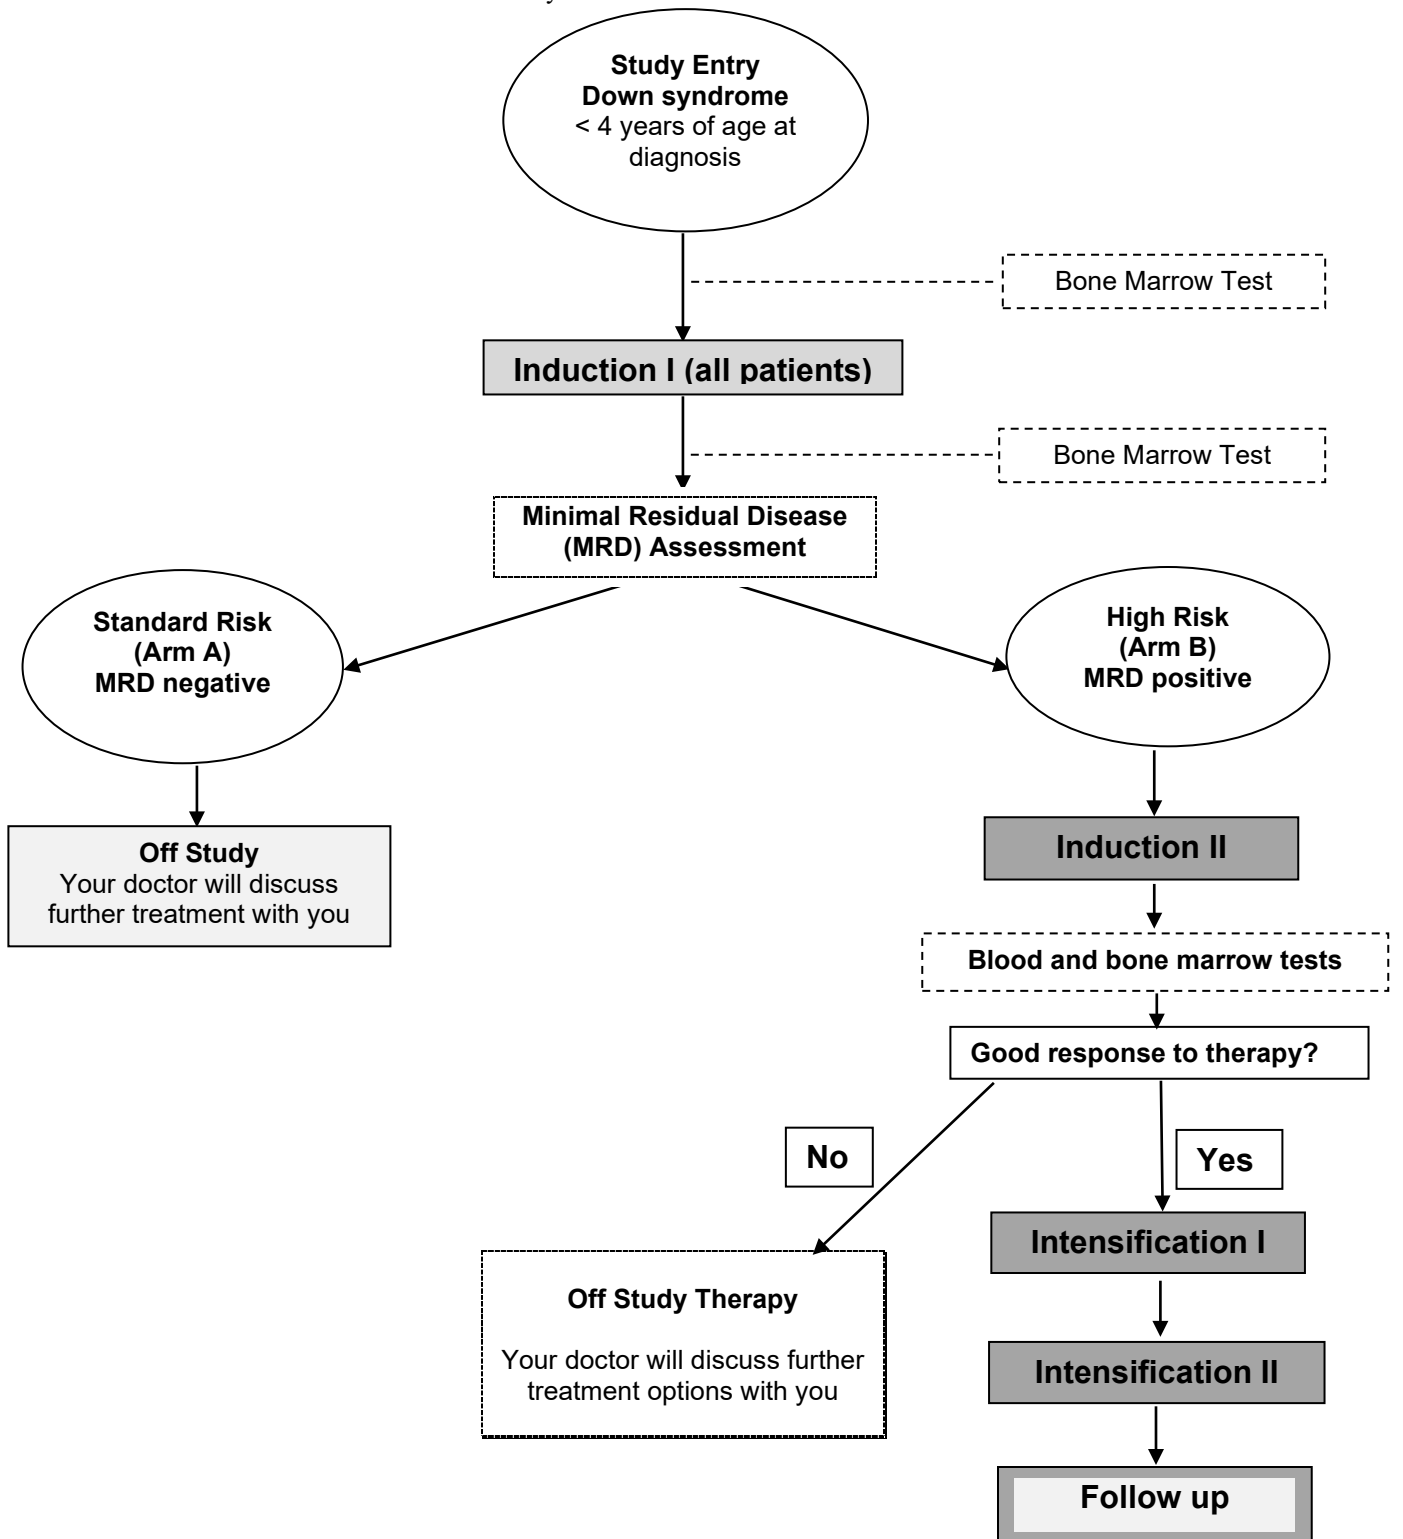 Study Entry
Down syndrome
< 4 years of age at
diagnosis
Bone Marrow Test
Induction I (all patients)
Bone Marrow Test
Minimal Residual Disease
(MRD) Assessment
Standard Risk
(Arm A)
MRD negative
High Risk
(Arm B)
MRD positive
Off Study
Your doctor will discuss
further treatment with you
Induction II
Blood and bone marrow tests
Good response to therapy?
No
Yes
Intensification I
Off Study Therapy
Your doctor will discuss further
treatment options with you
Intensification II
Follow up